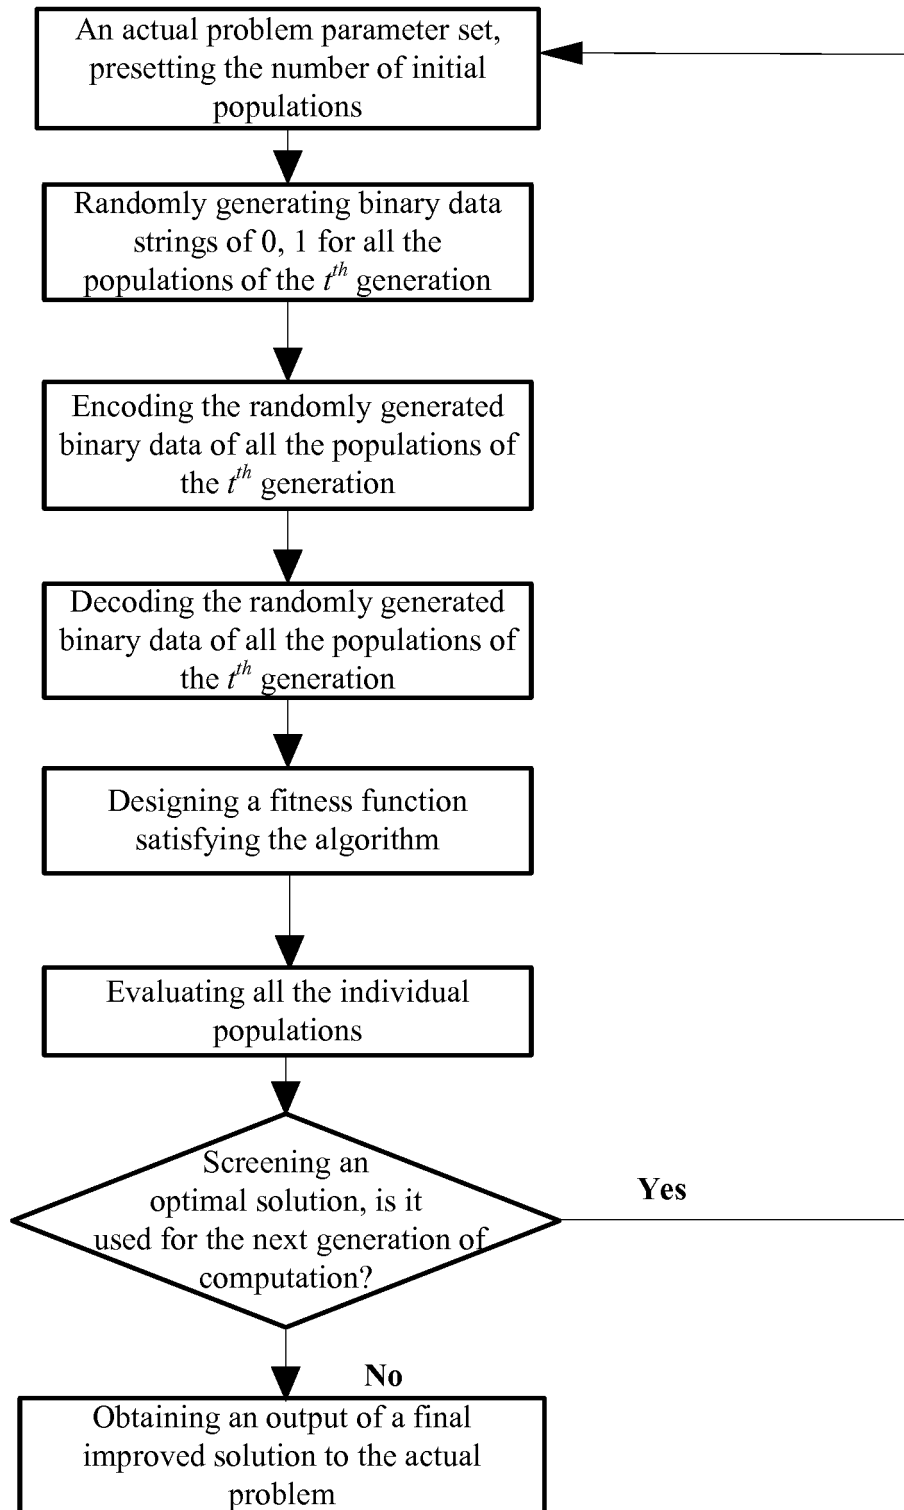 An actual problem parameter set,
presetting the number of initial
populations
Randomly generating binary data
strings of 0, 1 for all the
populations of the t^th generation
Encoding the randomly generated
binary data of all the populations of
the t^th generation
Decoding the randomly generated
binary data of all the populations of
the t^th generation
Designing a fitness function
satisfying the algorithm
Evaluating all the individual
populations
Screening an
optimal solution, is it
used for the next generation of
computation?
Yes
No
Obtaining an output of a final
improved solution to the actual
problem